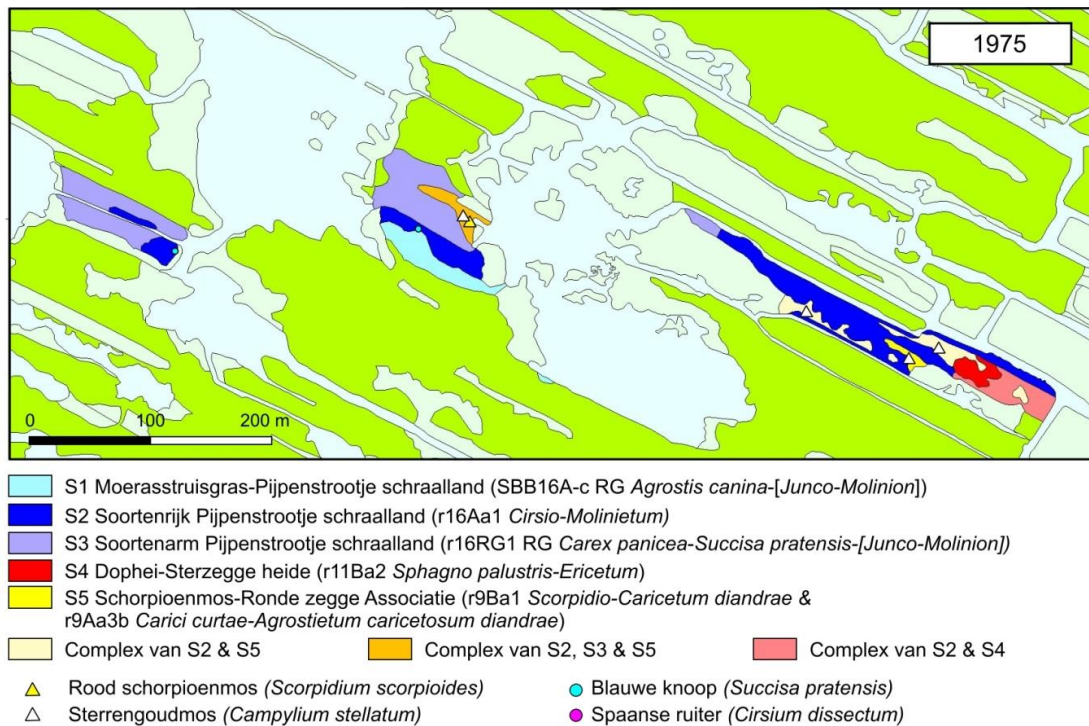 1975
0 100 200 m
S1 Moerasstruisgras-Pijpenstrootje schraalland (SBB16A-c RG Agrostis canina-[Junco-Molinion])
S2 Soortenrijk Pijpenstrootje schraalland (r16Aa1 Cirsio-Molinietum)
S3 Soortenarm Pijpenstrootje schraalland (r16RG1 RG Carex panicea-Succisa pratensis-[Junco-Molinion])
S4 Dophei-Sterzegge heide (r11Ba2 Sphagno palustris-Ericetum)
S5 Schorpioenmos-Ronde zegge Associatie (r9Ba1 Scorpidio-Caricetum diandrae &
r9Aa3b Carici curtae-Agrostietum caricetosum diandrae)
Complex van S2 & S5 Complex van S2, S3 & S5 Complex van S2 & S4
Rood schorpioenmos (Scorpidium scorpioides) Blauwe knoop (Succisa pratensis)
Sterrengoudmos (Campylium stellatum) Spaanse ruiter (Cirsium dissectum)